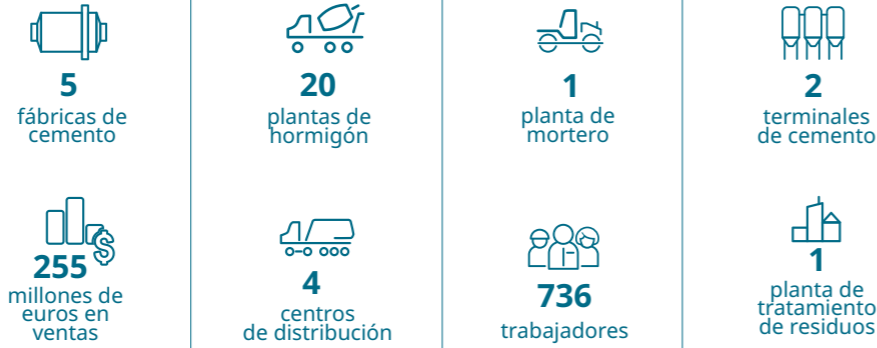 5
fábricas de
cemento
20
plantas de
hormigón
1
planta de
mortero
2
terminales
de cemento
255
millones de
euros en
ventas
4
centros
de distribución
736
trabajadores
1
planta de
tratamiento
de residuos